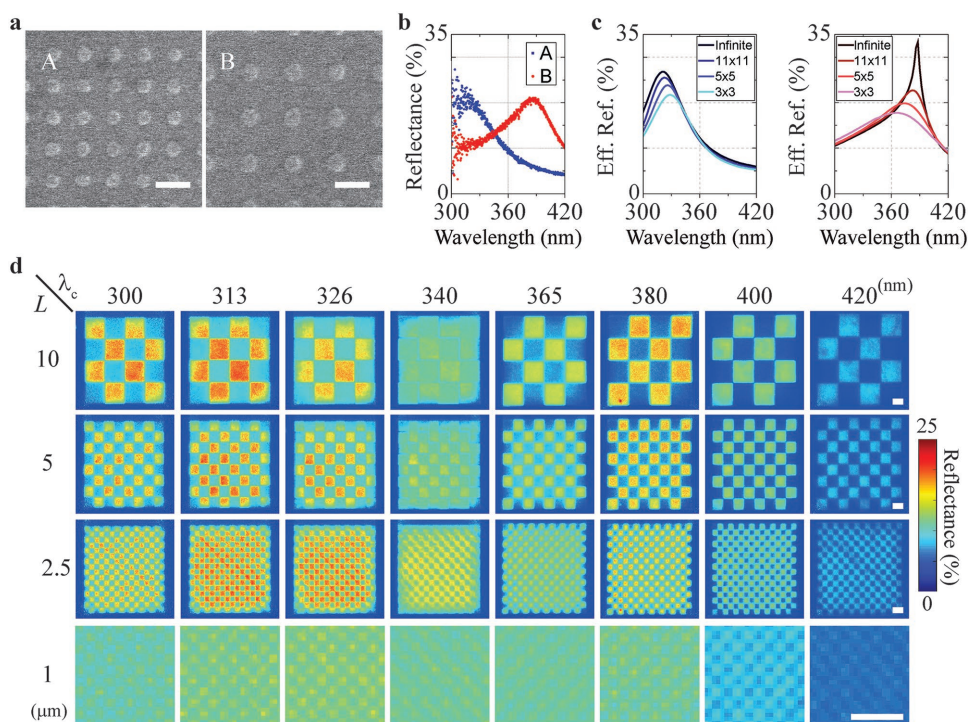 a
A
B
b
35
Reflectance (%)
0
A
B
300 360 420
Wavelength (nm)
c
35
Eff. Ref. (%)
0
Infinite
11x11
5x5
3x3
300 360 420
Wavelength (nm)
35
Eff. Ref. (%)
0
Infinite
11x11
5x5
3x3
300 360 420
Wavelength (nm)
d
λc
L
300 313 326 340 365 380 400 420 (nm)
10
5
2.5
1
(μm)
25
Reflectance (%)
0